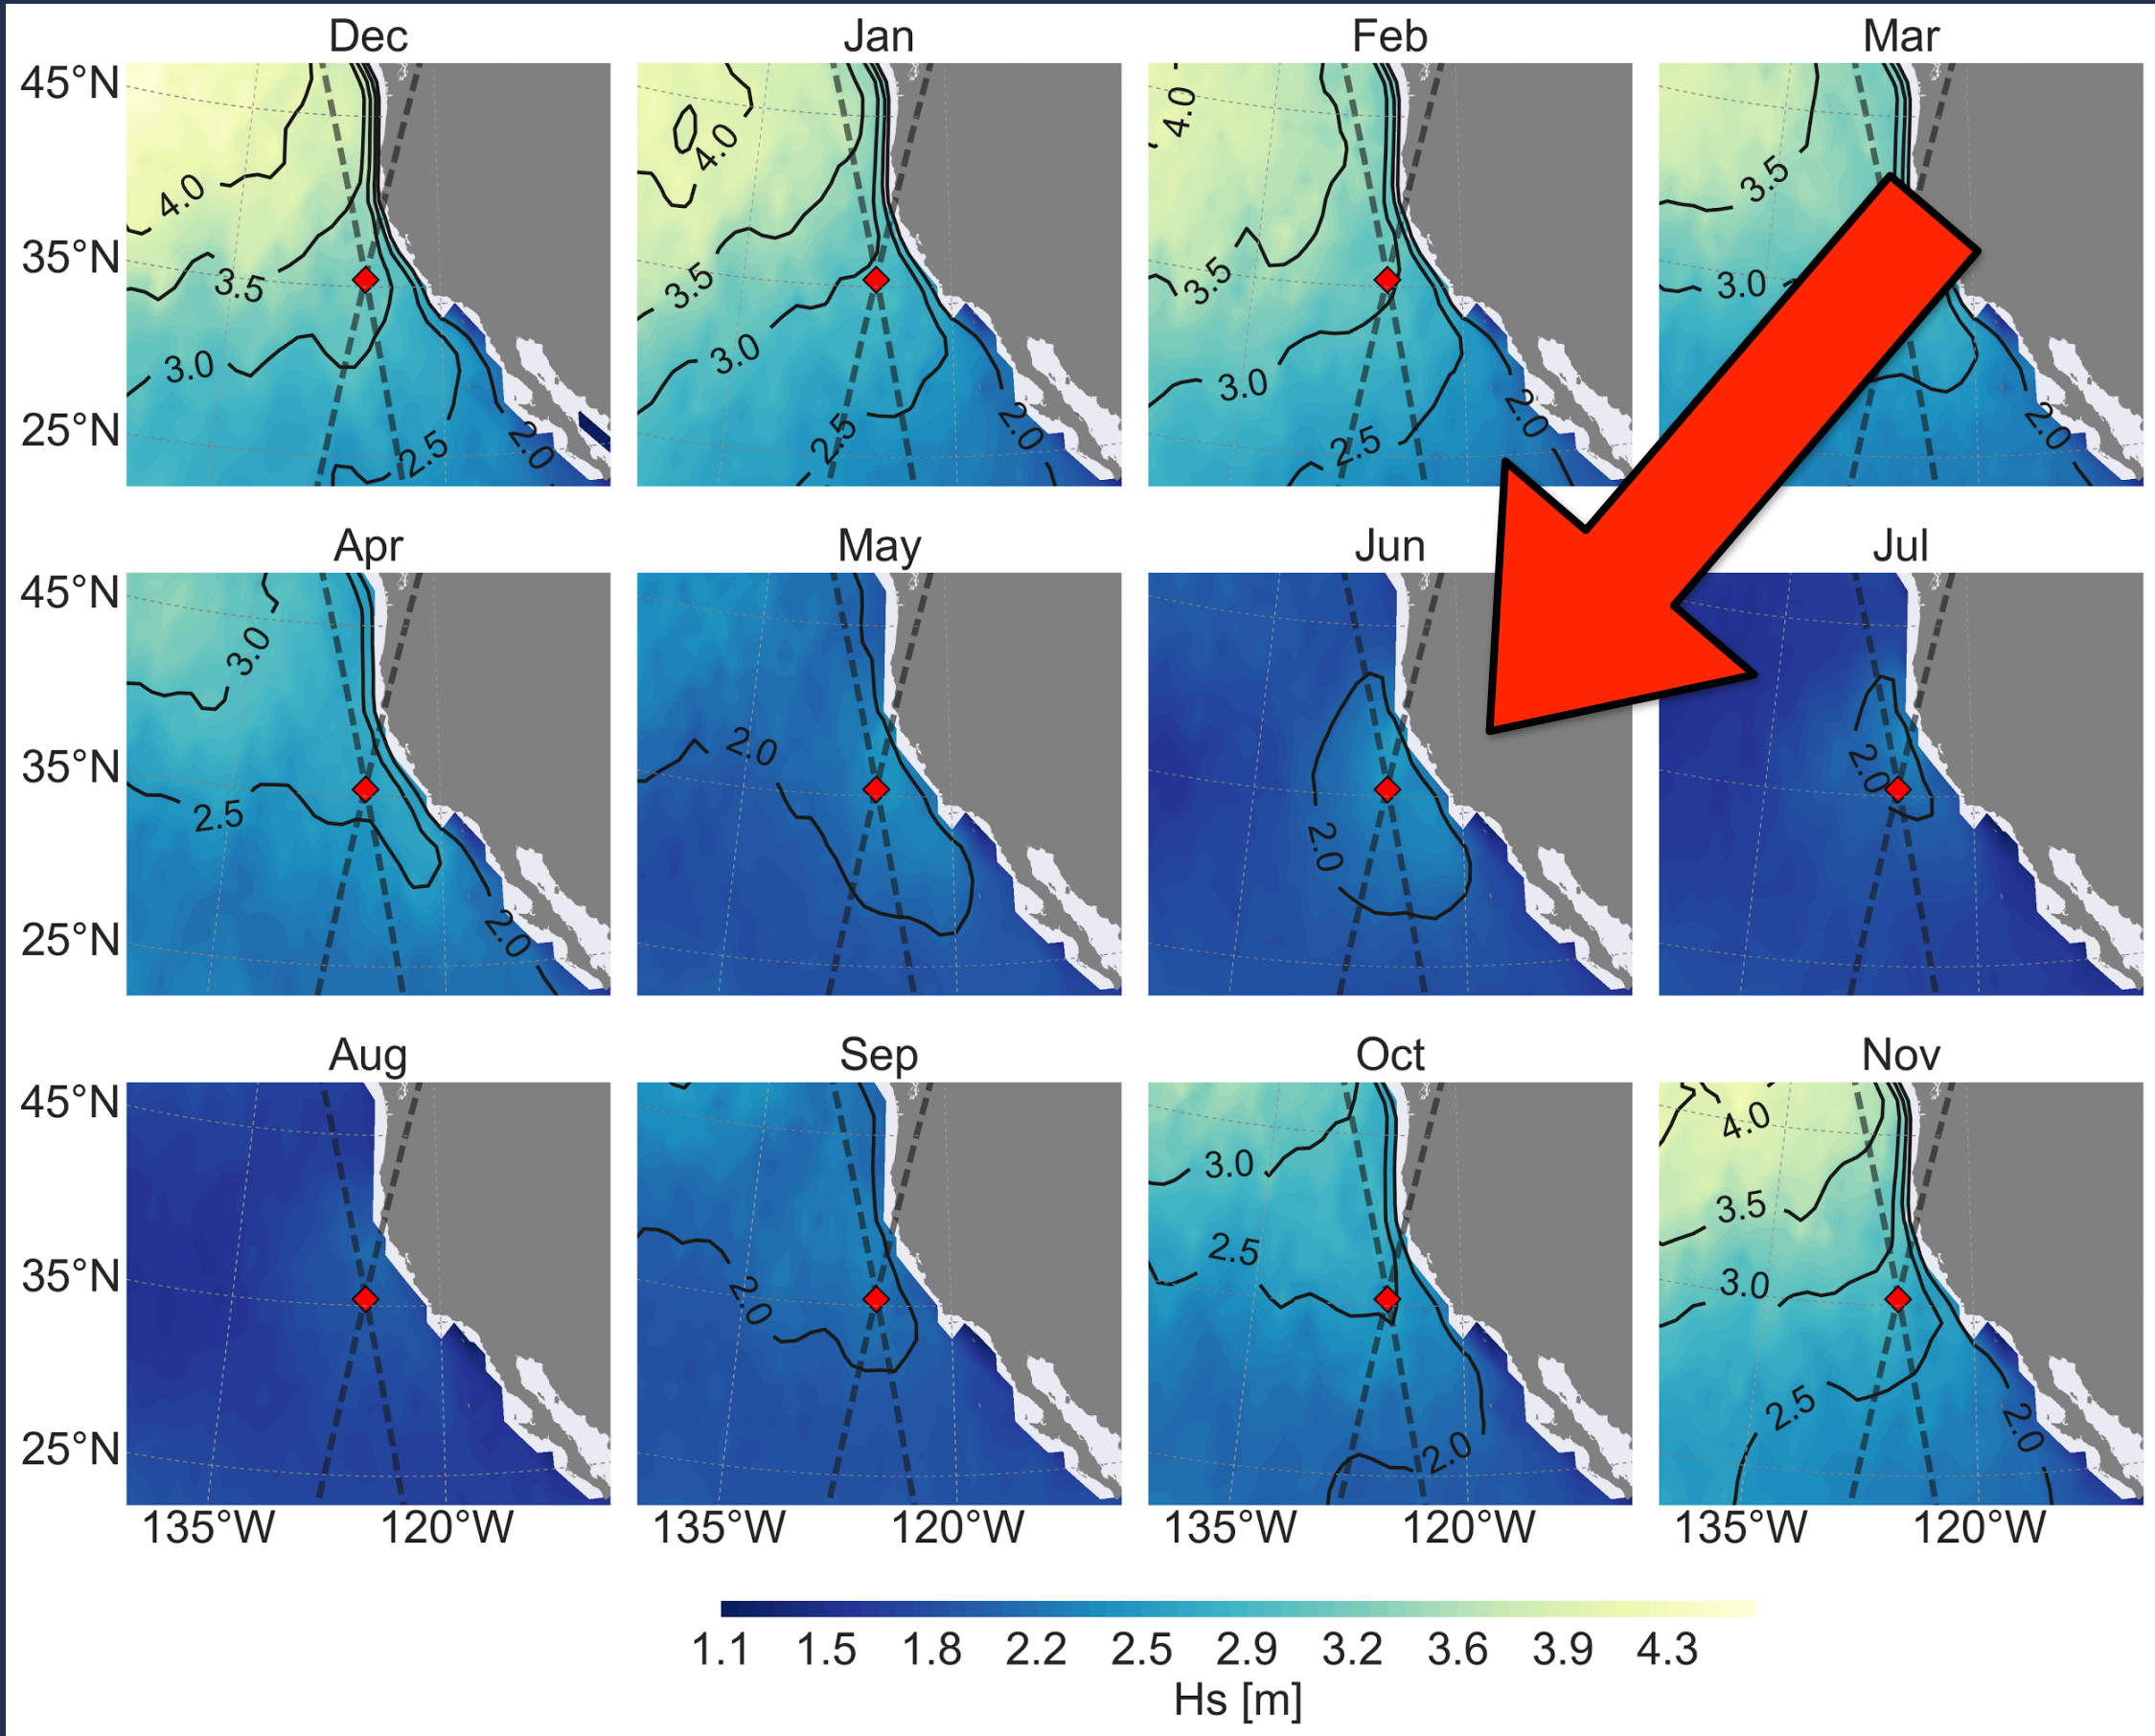 Dec Jan Feb Mar
45°N
35°N
25°N
4.0 3.5 3.0 2.5 2.0
4.0 3.5 3.0 2.5 2.0
4.0 3.5 3.0 2.5 2.0
3.5 3.0 2.0
Apr May Jun Jul
45°N
35°N
25°N
3.0 2.5 2.0
2.0
2.0
2.0
Aug Sep Oct Nov
45°N
35°N
25°N
2.0
3.0 2.5 2.0
4.0 3.5 3.0 2.5 2.0
135°W 120°W 135°W 120°W 135°W 120°W 135°W 120°W
1.1 1.5 1.8 2.2 2.5 2.9 3.2 3.6 3.9 4.3
Hs [m]